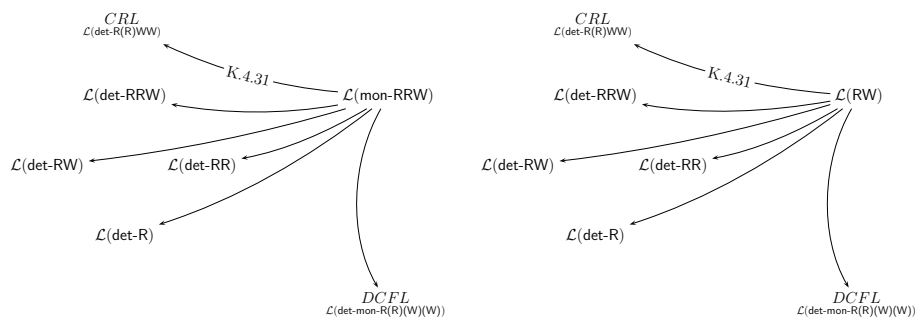 CRL
ℒ(det-R(R)WW)
K.4.31
ℒ(det-RRW)
ℒ(mon-RRW)
ℒ(det-RW)
ℒ(det-RR)
ℒ(det-R)
DCFL
ℒ(det-mon-R(R)(W)(W))
CRL
ℒ(det-R(R)WW)
K.4.31
ℒ(det-RRW)
ℒ(RW)
ℒ(det-RW)
ℒ(det-RR)
ℒ(det-R)
DCFL
ℒ(det-mon-R(R)(W)(W))